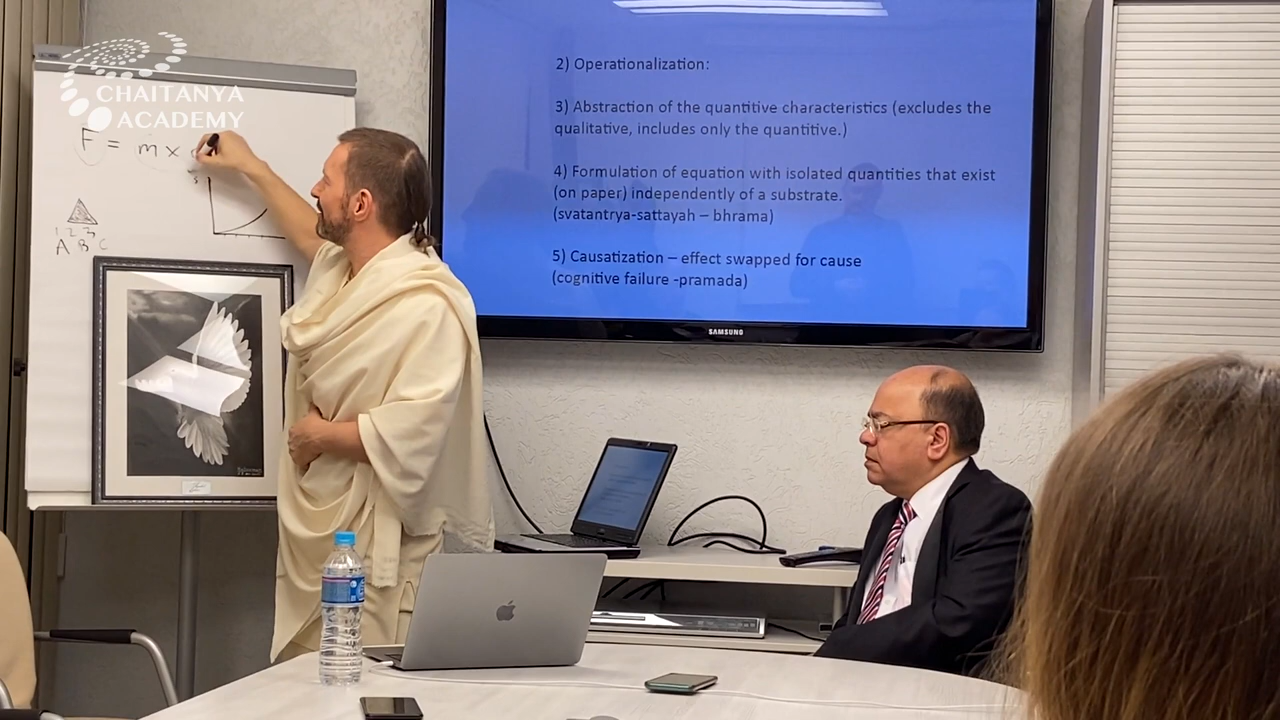 CHAITANYA
ACADEMY
F = m x
1 2 3
A B C
2) Operationalization:
3) Abstraction of the quantitive characteristics (excludes the
qualitative, includes only the quantitive.)
4) Formulation of equation with isolated quantities that exist
(on paper) independently of a substrate.
(svatantrya-sattayah – bhrama)
5) Causatization – effect swapped for cause
(cognitive failure -pramada)
SAMSUNG